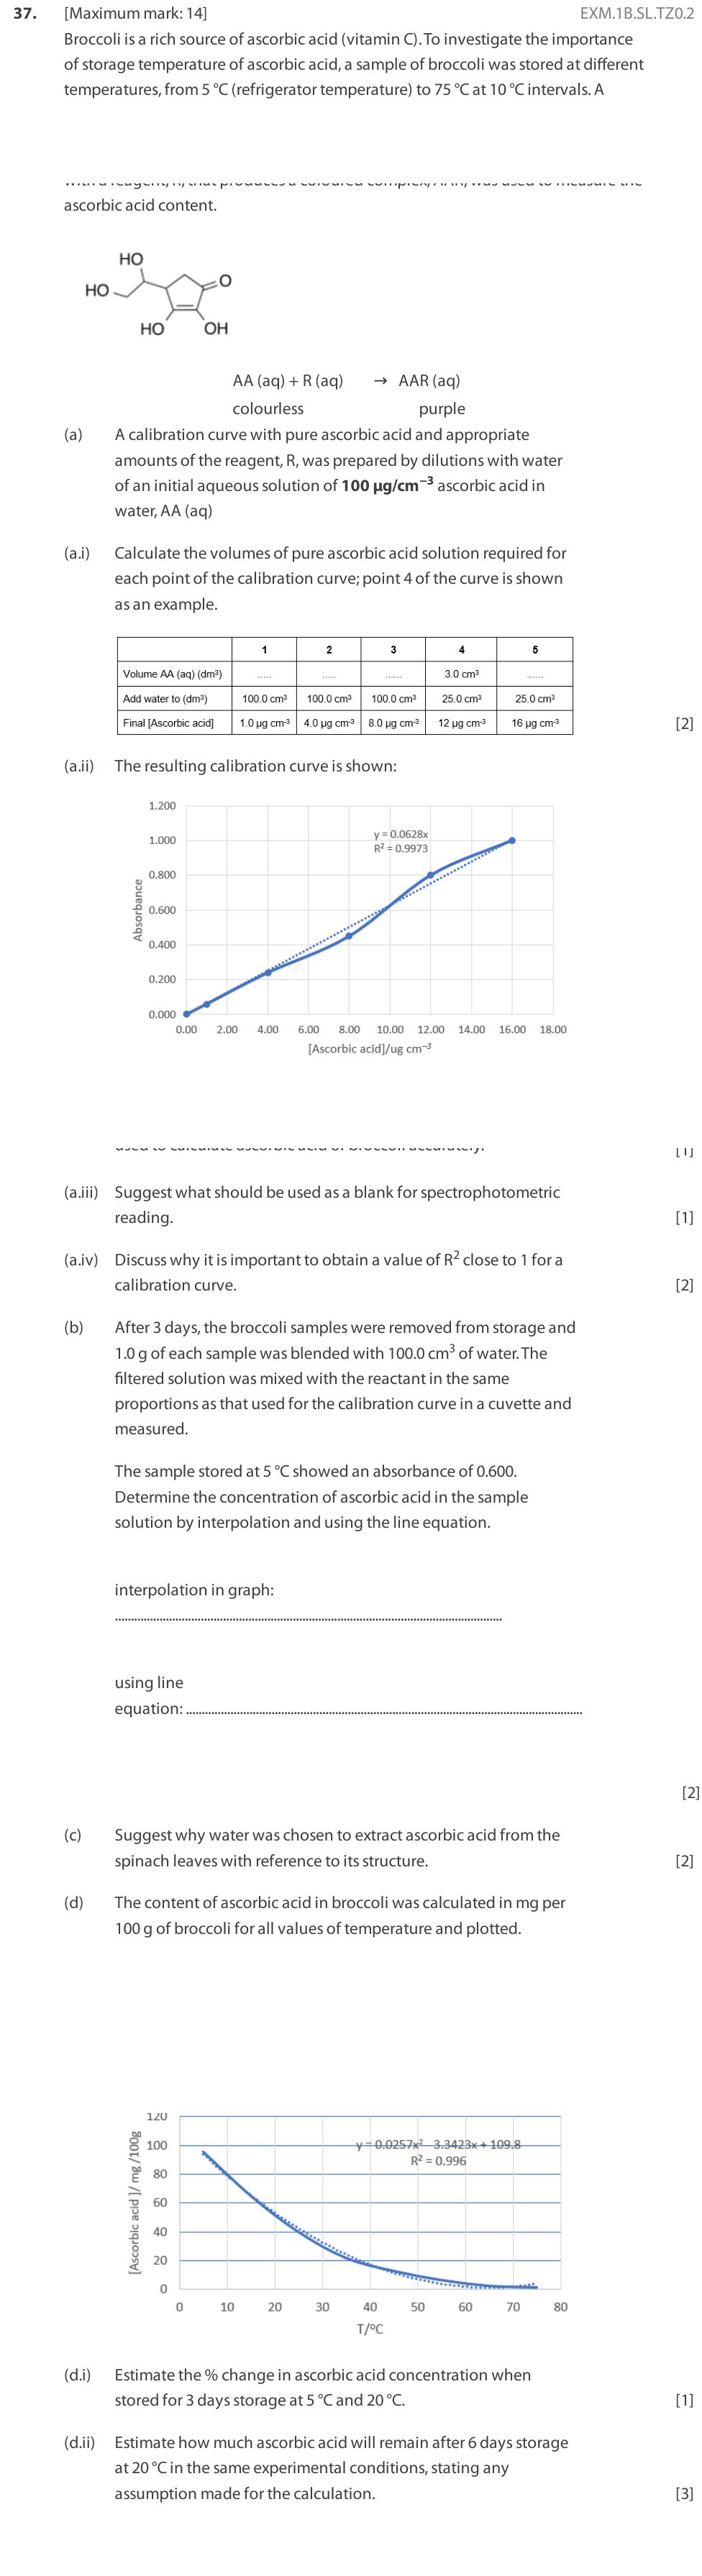 37. [Maximum mark: 14] EXM.1B.SL.TZ0.2
Broccoli is a rich source of ascorbic acid (vitamin C). To investigate the importance
of storage temperature of ascorbic acid, a sample of broccoli was stored at different
temperatures, from 5 °C (refrigerator temperature) to 75 °C at 10 °C intervals. A
with a reagent, R, that produces a coloured complex, AAR, was used to measure the
ascorbic acid content.
HO
HO
O
HO OH
AA (aq) + R (aq) → AAR (aq)
colourless purple
(a) A calibration curve with pure ascorbic acid and appropriate
amounts of the reagent, R, was prepared by dilutions with water
of an initial aqueous solution of 100 µg/cm⁻³ ascorbic acid in
water, AA (aq)
(a.i) Calculate the volumes of pure ascorbic acid solution required for
each point of the calibration curve; point 4 of the curve is shown
as an example.
1 2 3 4 5
Volume AA (aq) (dm³) ..... ..... ...... 3.0 cm³ ......
Add water to (dm³) 100.0 cm³ 100.0 cm³ 100.0 cm³ 25.0 cm³ 25.0 cm³
Final [Ascorbic acid] 1.0 µg cm⁻³ 4.0 µg cm⁻³ 8.0 µg cm⁻³ 12 µg cm⁻³ 16 µg cm⁻³
[2]
(a.ii) The resulting calibration curve is shown:
1.200
1.000
0.800
0.600
0.400
0.200
0.000
Absorbance
y = 0.0628x
R² = 0.9973
0.00 2.00 4.00 6.00 8.00 10.00 12.00 14.00 16.00 18.00
[Ascorbic acid]/ug cm⁻³
used to calculate ascorbic acid of broccoli accurately. [1]
(a.iii) Suggest what should be used as a blank for spectrophotometric
reading. [1]
(a.iv) Discuss why it is important to obtain a value of R² close to 1 for a
calibration curve. [2]
(b) After 3 days, the broccoli samples were removed from storage and
1.0 g of each sample was blended with 100.0 cm³ of water. The
filtered solution was mixed with the reactant in the same
proportions as that used for the calibration curve in a cuvette and
measured.
The sample stored at 5 °C showed an absorbance of 0.600.
Determine the concentration of ascorbic acid in the sample
solution by interpolation and using the line equation.
interpolation in graph:
using line
equation:
[2]
(c) Suggest why water was chosen to extract ascorbic acid from the
spinach leaves with reference to its structure. [2]
(d) The content of ascorbic acid in broccoli was calculated in mg per
100 g of broccoli for all values of temperature and plotted.
120
100
80
60
40
20
0
[Ascorbic acid ]/ mg /100g
y = 0.0257x² - 3.3423x + 109.8
R² = 0.996
0 10 20 30 40 50 60 70 80
T/°C
(d.i) Estimate the % change in ascorbic acid concentration when
stored for 3 days storage at 5 °C and 20 °C. [1]
(d.ii) Estimate how much ascorbic acid will remain after 6 days storage
at 20 °C in the same experimental conditions, stating any
assumption made for the calculation. [3]